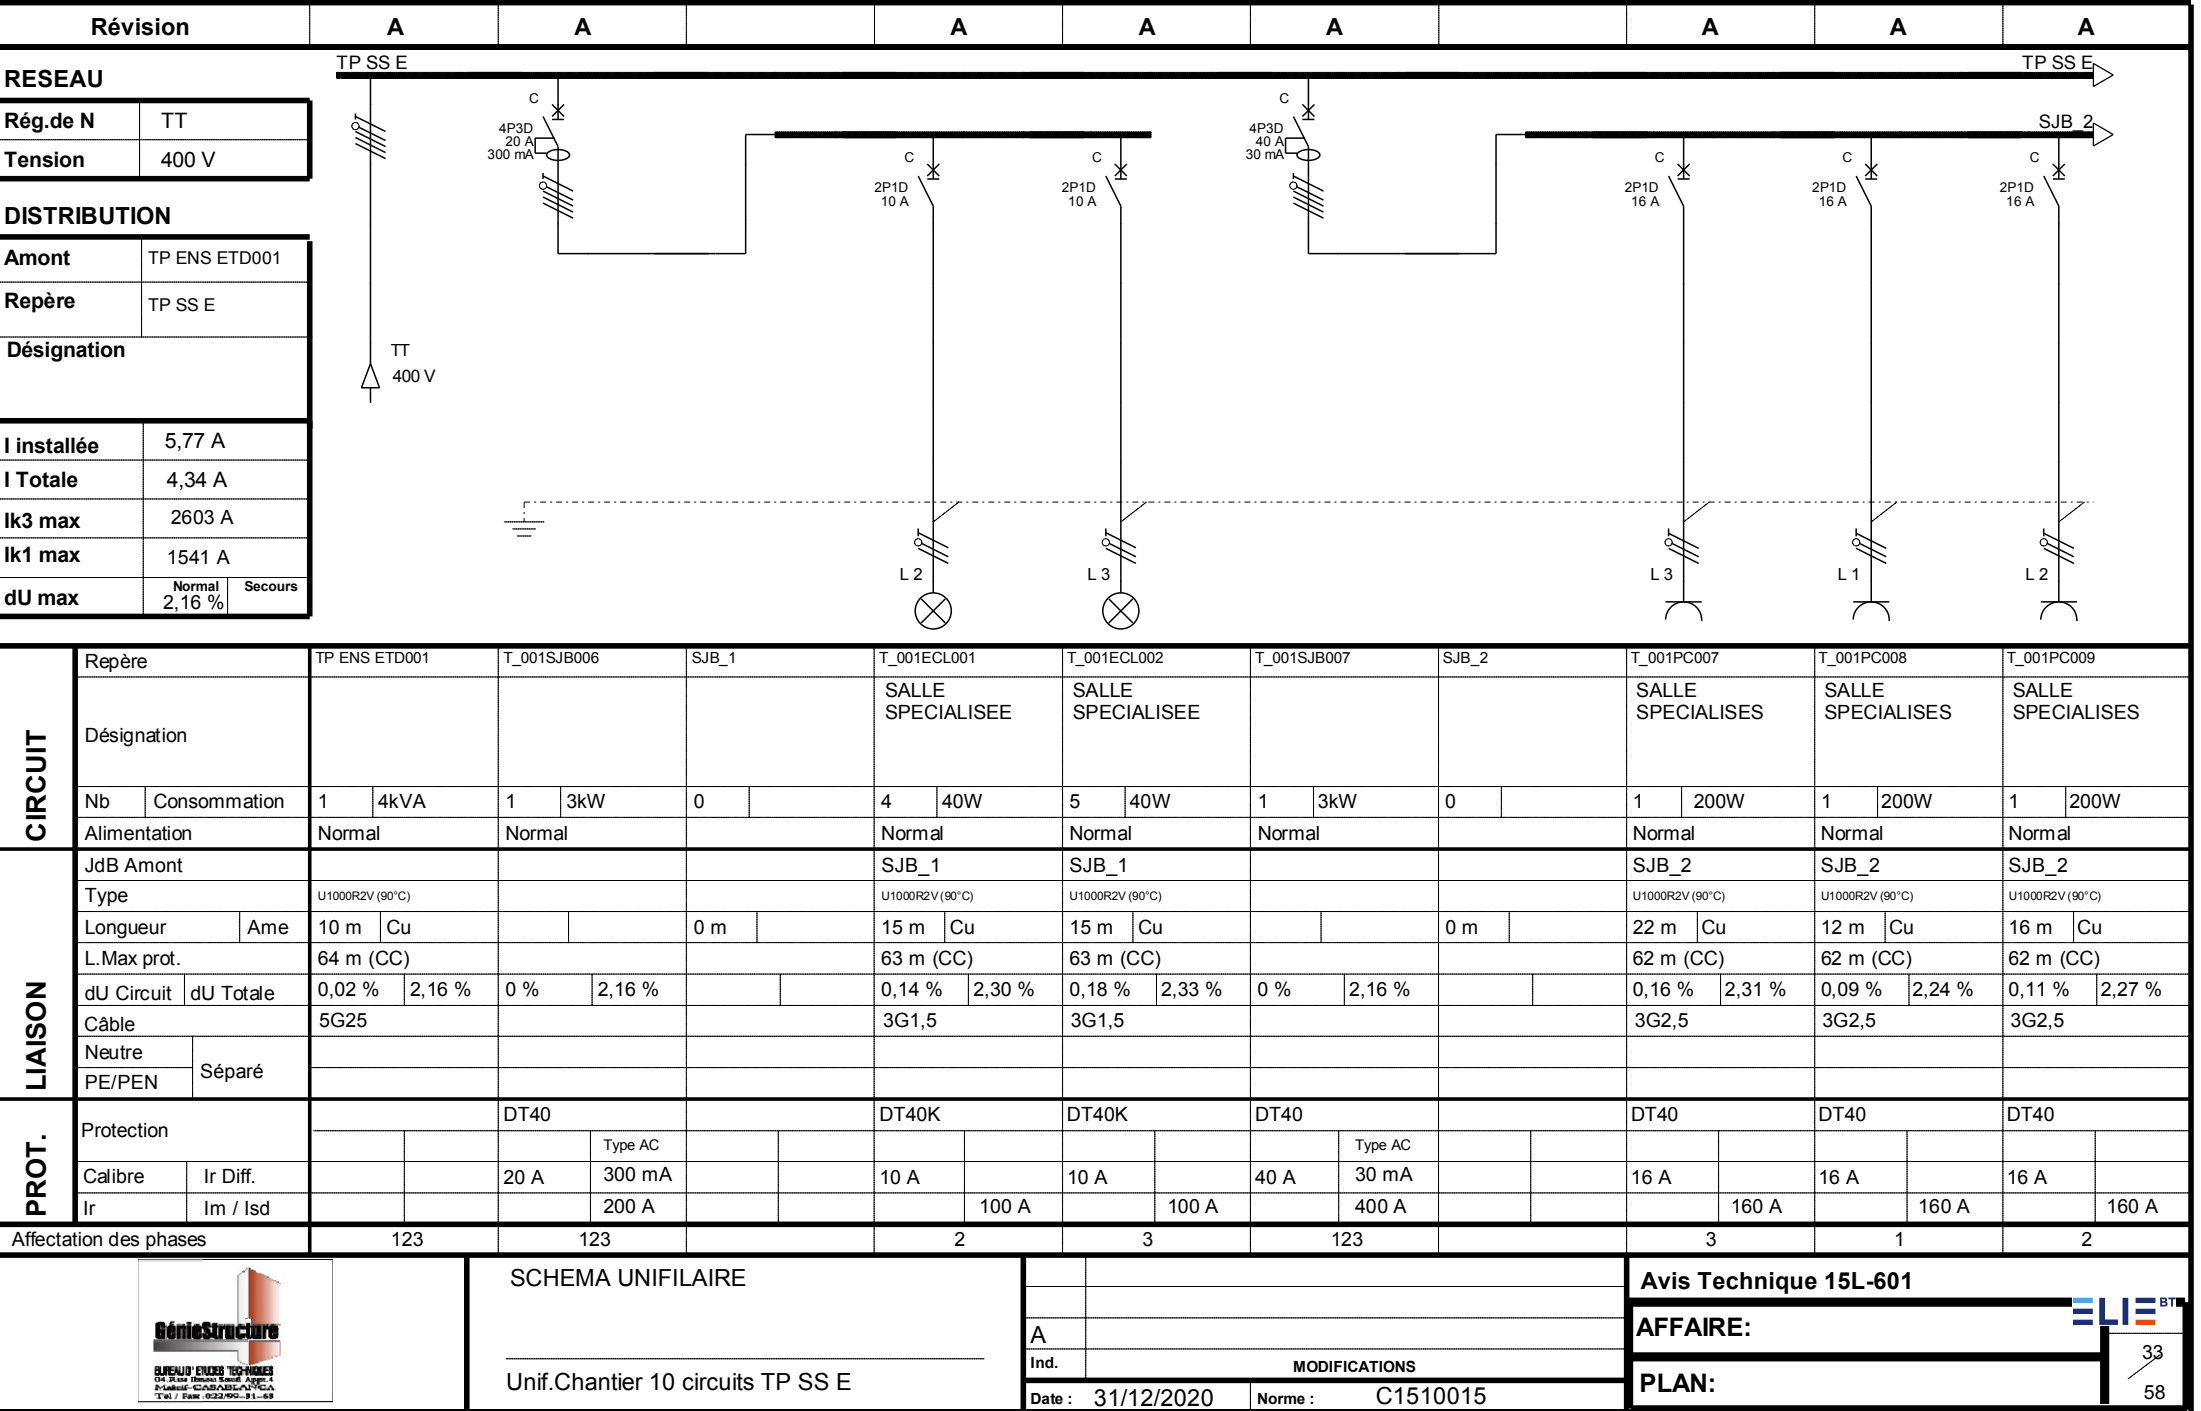 Révision A A A A A A A A
RESEAU
Rég.de N TT
Tension 400 V
DISTRIBUTION
Amont TP ENS ETD001
Repère TP SS E
Désignation
I installée 5,77 A
I Totale 4,34 A
Ik3 max 2603 A
Ik1 max 1541 A
dU max Normal 2,16 % Secours
TP SS E
TP SS E
SJB_2
TT
400 V
C
4P3D
20 A
300 mA
C
2P1D
10 A
L 2
C
2P1D
10 A
L 3
C
4P3D
40 A
30 mA
C
2P1D
16 A
L 3
C
2P1D
16 A
L 1
C
2P1D
16 A
L 2
CIRCUIT
Repère TP ENS ETD001 T_001SJB006 SJB_1 T_001ECL001 T_001ECL002 T_001SJB007 SJB_2 T_001PC007 T_001PC008 T_001PC009
Désignation SALLE SPECIALISEE SALLE SPECIALISEE SALLE SPECIALISES SALLE SPECIALISES SALLE SPECIALISES
Nb Consommation 1 4kVA 1 3kW 0 4 40W 5 40W 1 3kW 0 1 200W 1 200W 1 200W
Alimentation Normal Normal Normal Normal Normal Normal Normal Normal
LIAISON
JdB Amont SJB_1 SJB_1 SJB_2 SJB_2 SJB_2
Type U1000R2V (90°C) U1000R2V (90°C) U1000R2V (90°C) U1000R2V (90°C) U1000R2V (90°C) U1000R2V (90°C)
Longueur Ame 10 m Cu 0 m 15 m Cu 15 m Cu 0 m 22 m Cu 12 m Cu 16 m Cu
L.Max prot. 64 m (CC) 63 m (CC) 63 m (CC) 62 m (CC) 62 m (CC) 62 m (CC)
dU Circuit dU Totale 0,02 % 2,16 % 0 % 2,16 % 0,14 % 2,30 % 0,18 % 2,33 % 0 % 2,16 % 0,16 % 2,31 % 0,09 % 2,24 % 0,11 % 2,27 %
Câble 5G25 3G1,5 3G1,5 3G2,5 3G2,5 3G2,5
Neutre Séparé
PE/PEN
PROT.
Protection DT40 DT40K DT40K DT40 DT40 DT40 DT40
Type AC Type AC
Calibre Ir Diff. 20 A 300 mA 10 A 10 A 40 A 30 mA 16 A 16 A 16 A
Ir Im / Isd 200 A 100 A 100 A 400 A 160 A 160 A 160 A
Affectation des phases 123 123 2 3 123 3 1 2
GénieStructure
BUREAU D'ETUDES TECHNIQUES
SCHEMA UNIFILAIRE
Unif.Chantier 10 circuits TP SS E
A
Ind. MODIFICATIONS
Date : 31/12/2020 Norme : C1510015
Avis Technique 15L-601
ELIE BT
AFFAIRE:
PLAN:
33
58